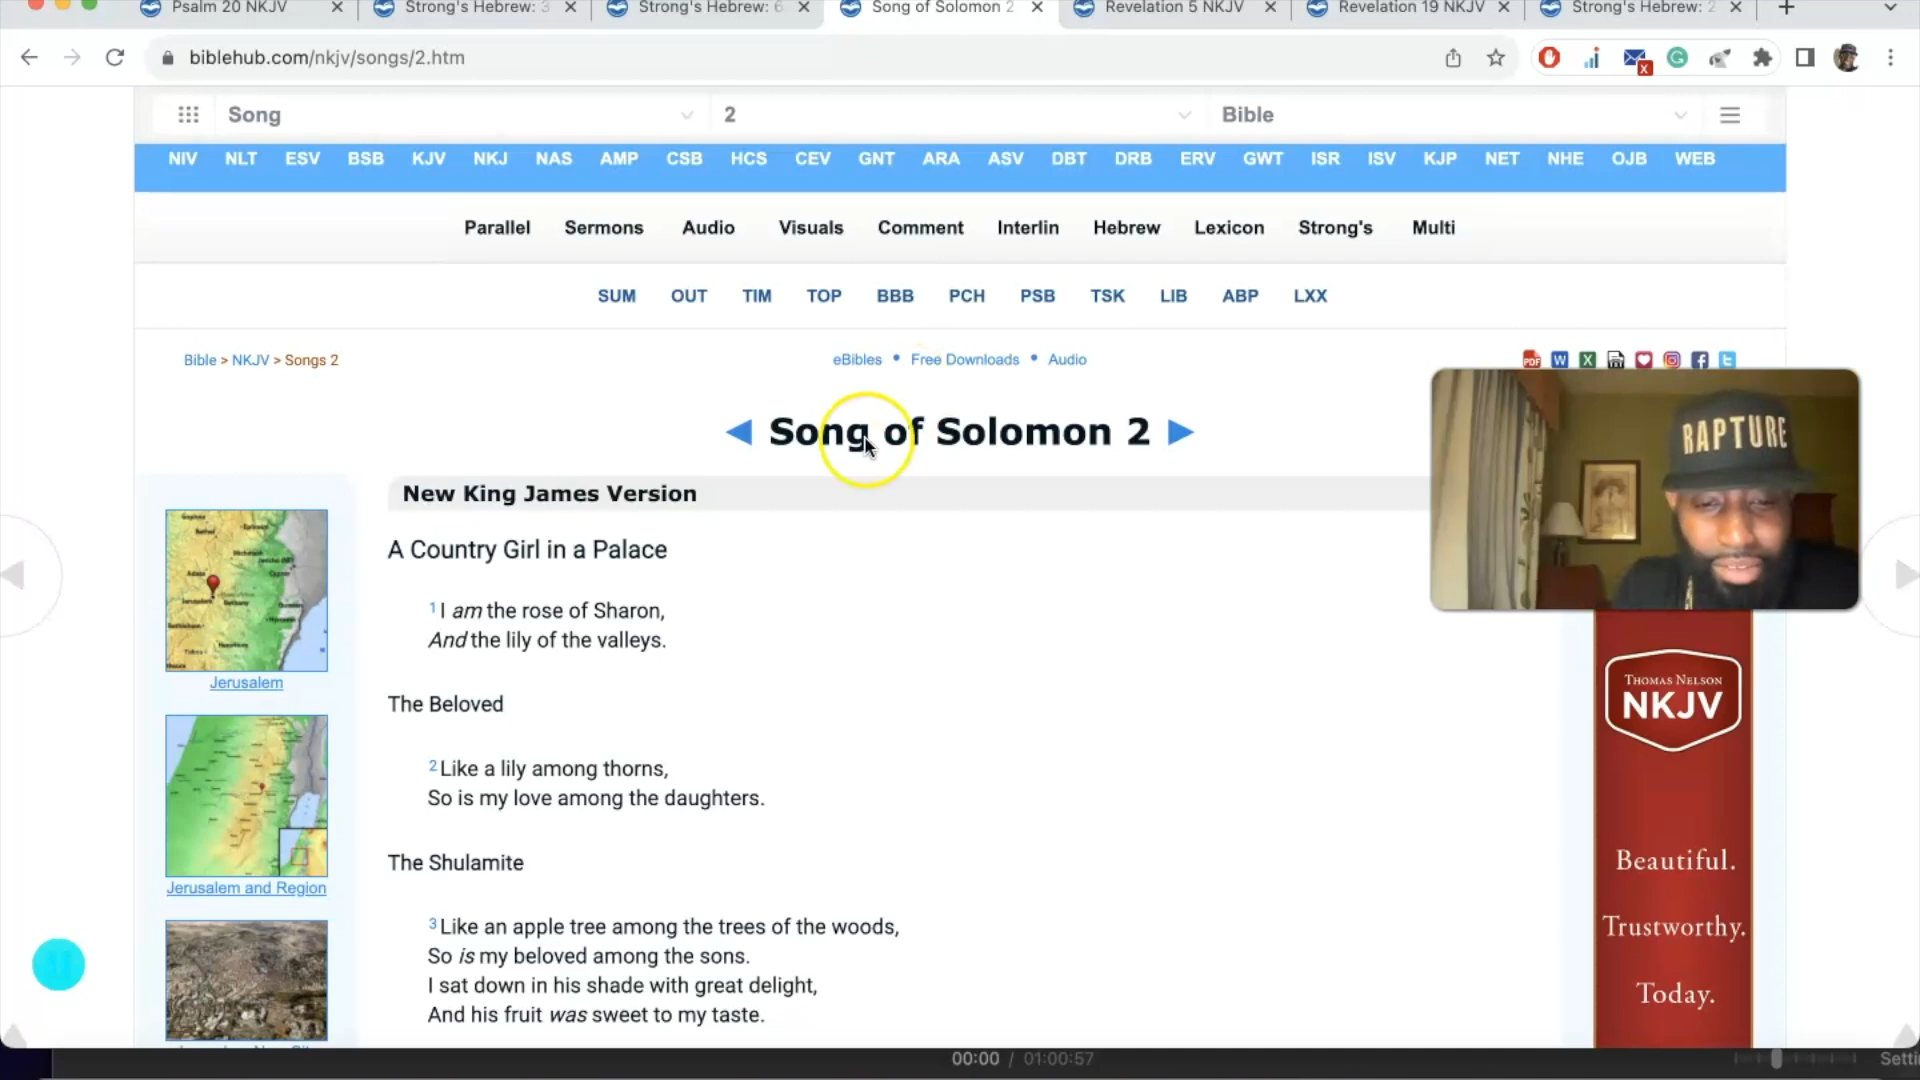 Psalm 20 NKJV
Strong's Hebrew: 3
Strong's Hebrew: 6
Song of Solomon 2
Revelation 5 NKJV
Revelation 19 NKJV
Strong's Hebrew: 2
biblehub.com/nkjv/songs/2.htm
Song 2 Bible
NIV NLT ESV BSB KJV NKJ NAS AMP CSB HCS CEV GNT ARA ASV DBT DRB ERV GWT ISR ISV KJP NET NHE OJB WEB
Parallel Sermons Audio Visuals Comment Interlin Hebrew Lexicon Strong's Multi
SUM OUT TIM TOP BBB PCH PSB TSK LIB ABP LXX
Bible > NKJV > Songs 2
eBibles • Free Downloads • Audio
PDF
◄ Song of Solomon 2 ►
RAPTURE
New King James Version
A Country Girl in a Palace
1 I am the rose of Sharon,
And the lily of the valleys.
The Beloved
2 Like a lily among thorns,
So is my love among the daughters.
The Shulamite
3 Like an apple tree among the trees of the woods,
So is my beloved among the sons.
I sat down in his shade with great delight,
And his fruit was sweet to my taste.
Jerusalem
Jerusalem and Region
THOMAS NELSON
NKJV
Beautiful.
Trustworthy.
Today.
00:00 / 01:00:57